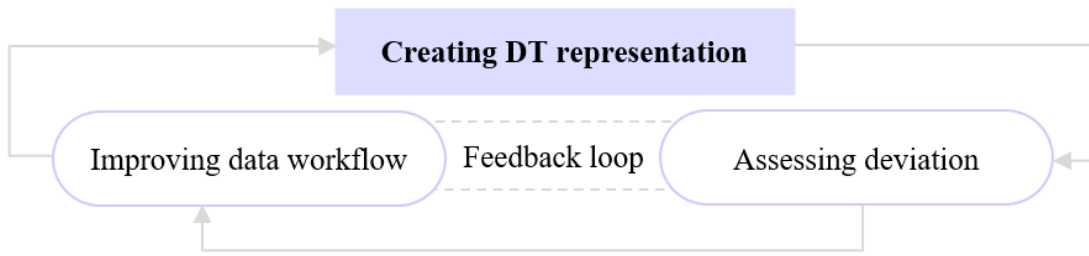 Creating DT representation
Improving data workflow
Feedback loop
Assessing deviation